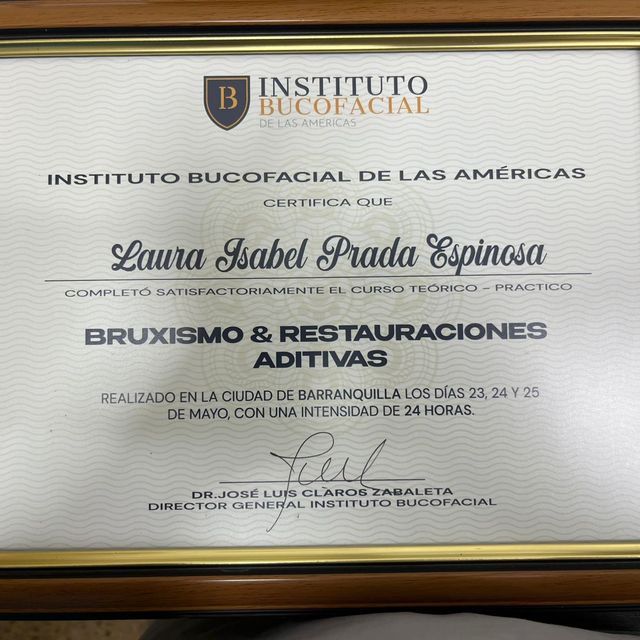 B
INSTITUTO
BUCOFACIAL
DE LAS AMERICAS
INSTITUTO BUCOFACIAL DE LAS AMÉRICAS
CERTIFICA QUE
Laura Isabel Prada Espinosa
COMPLETÓ SATISFACTORIAMENTE EL CURSO TEÓRICO – PRACTICO
BRUXISMO & RESTAURACIONES
ADITIVAS
REALIZADO EN LA CIUDAD DE BARRANQUILLA LOS DÍAS 23, 24 Y 25
DE MAYO, CON UNA INTENSIDAD DE 24 HORAS.
DR.JOSÉ LUIS CLAROS ZABALETA
DIRECTOR GENERAL INSTITUTO BUCOFACIAL